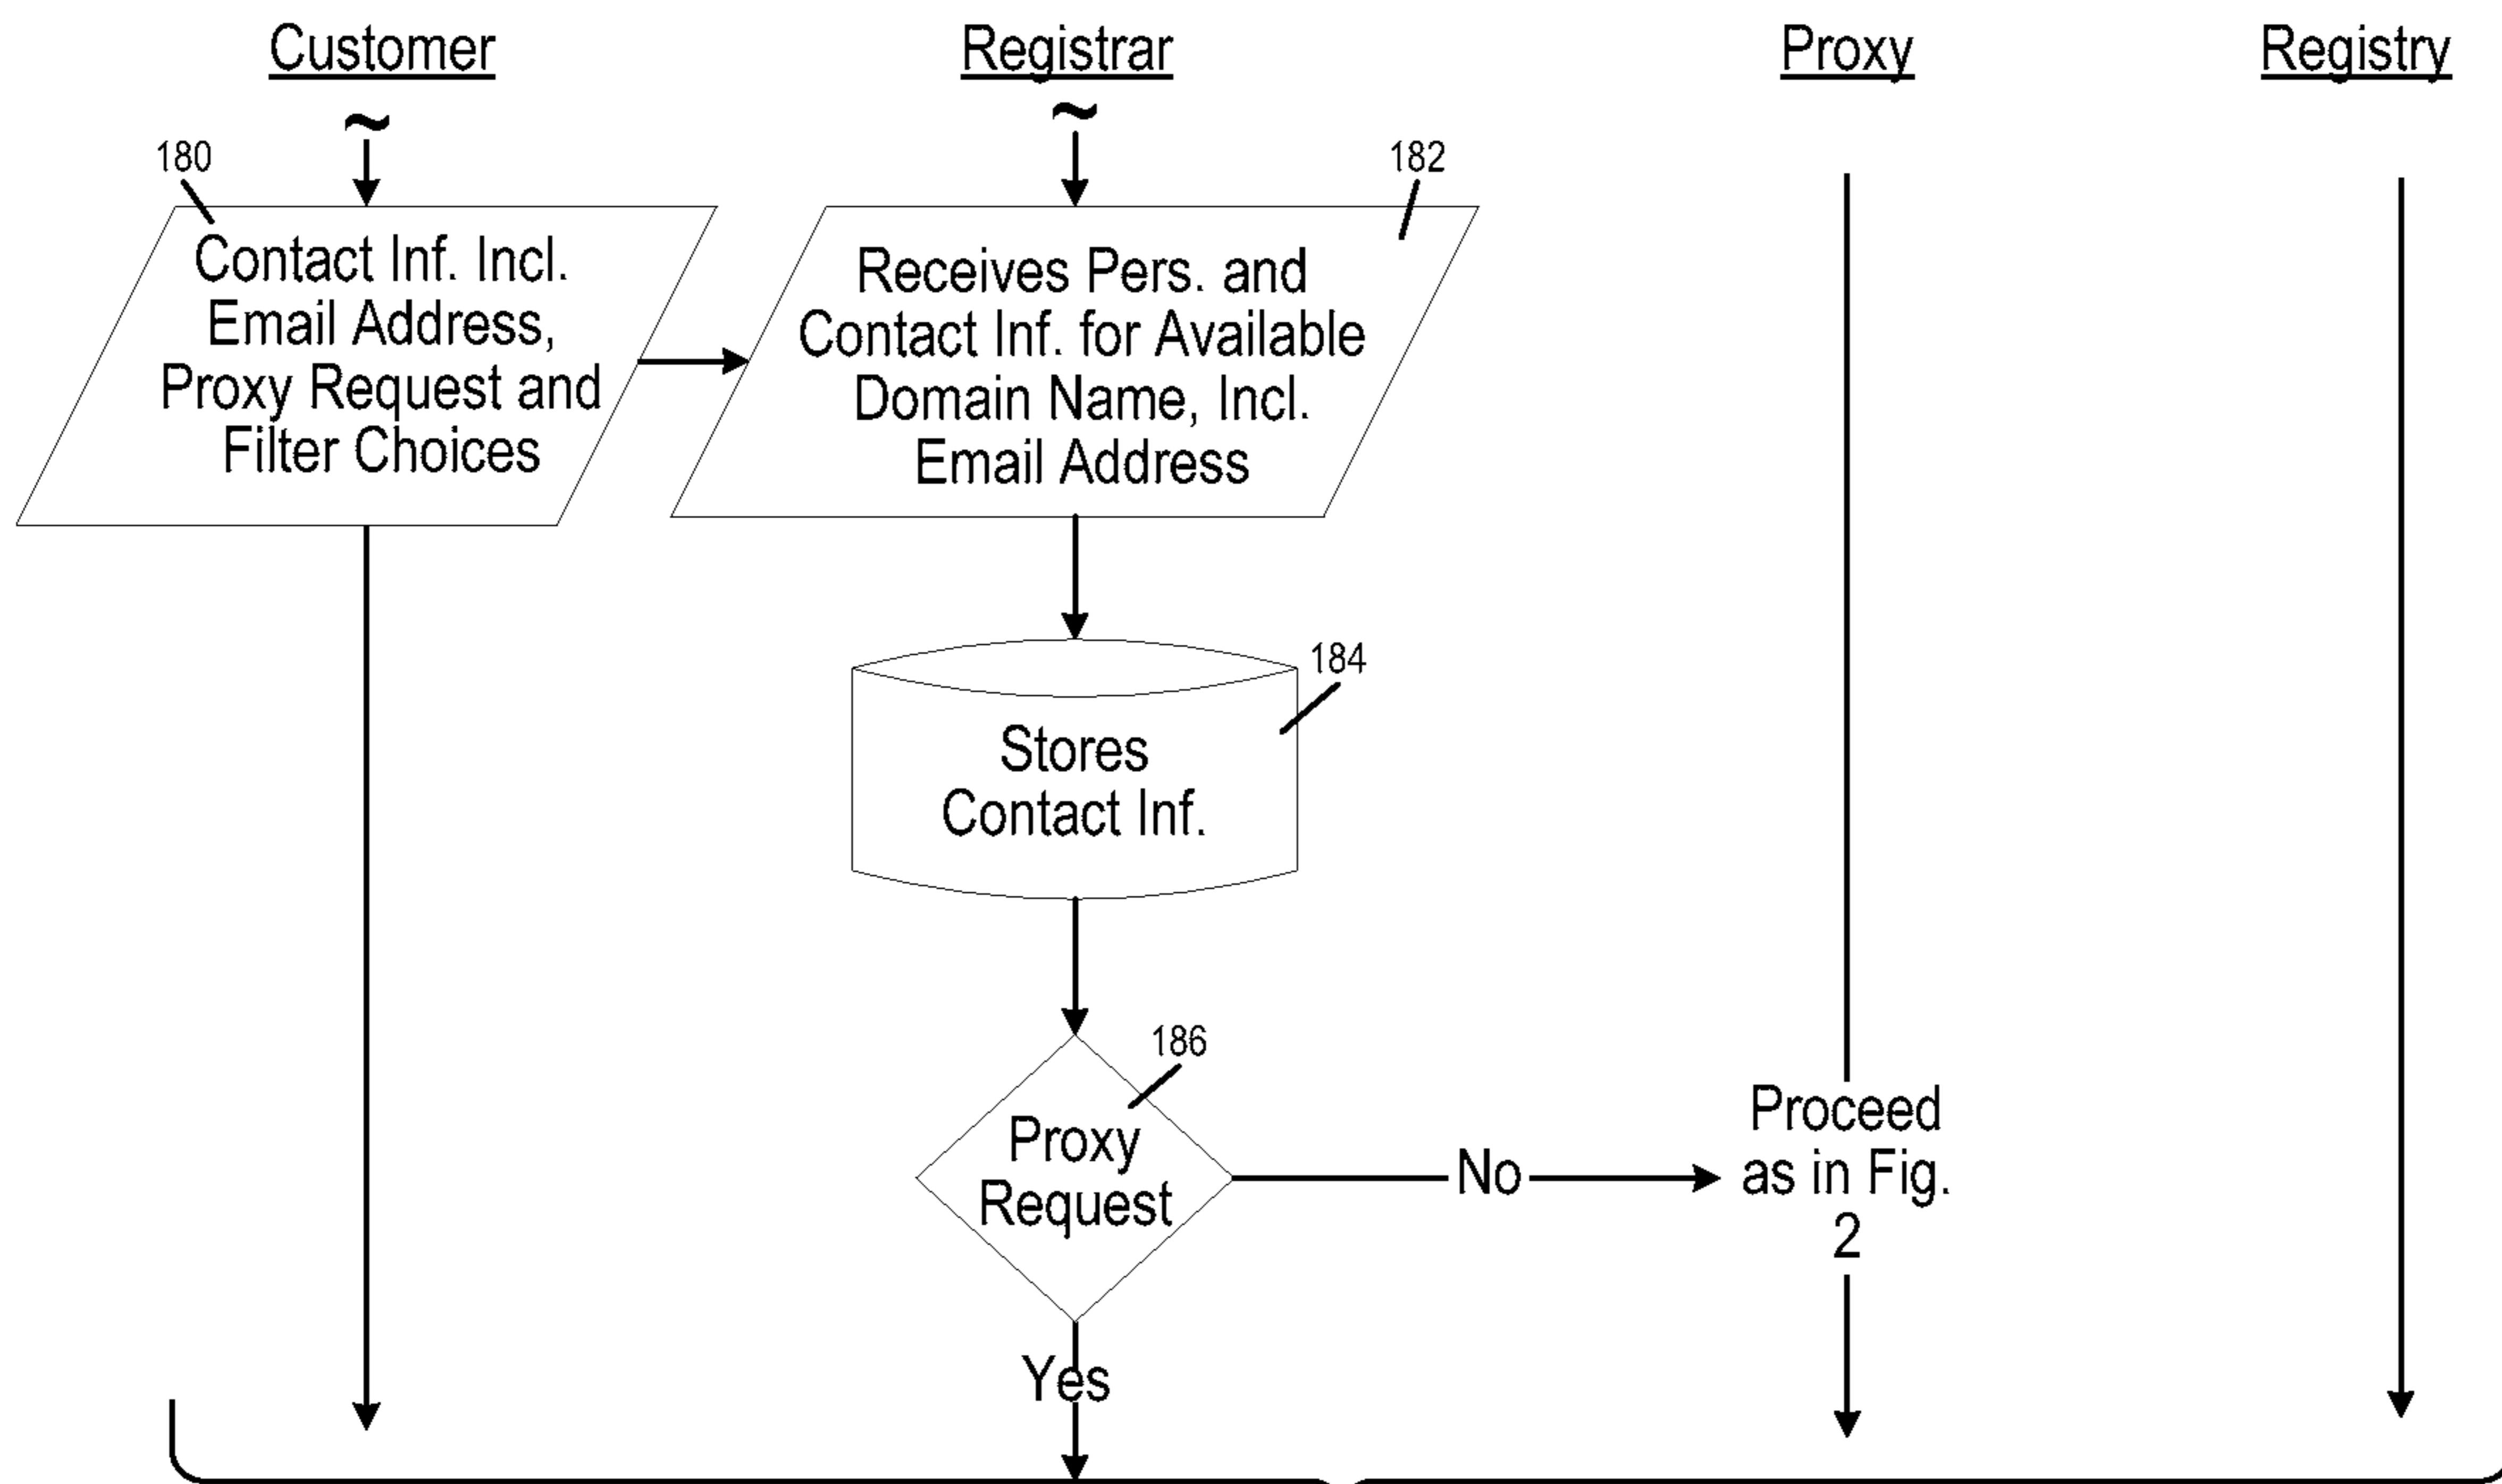 Customer
Registrar
Proxy
Registry
~
~
180
182
Contact Inf. Incl.
Email Address,
Proxy Request and
Filter Choices
Receives Pers. and
Contact Inf. for Available
Domain Name, Incl.
Email Address
184
Stores
Contact Inf.
186
Proxy
Request
No
Proceed
as in Fig.
2
Yes